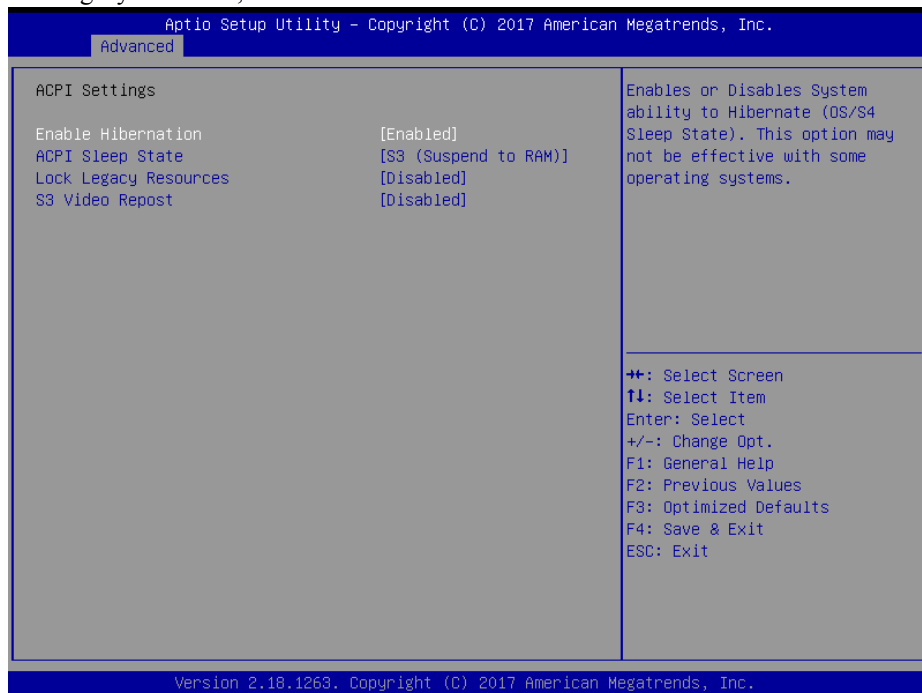 Aptio Setup Utility – Copyright (C) 2017 American Megatrends, Inc.
Advanced
ACPI Settings
Enable Hibernation [Enabled]
ACPI Sleep State [S3 (Suspend to RAM)]
Lock Legacy Resources [Disabled]
S3 Video Repost [Disabled]
Enables or Disables System
ability to Hibernate (OS/S4
Sleep State). This option may
not be effective with some
operating systems.
→←: Select Screen
↑↓: Select Item
Enter: Select
+/-: Change Opt.
F1: General Help
F2: Previous Values
F3: Optimized Defaults
F4: Save & Exit
ESC: Exit
Version 2.18.1263. Copyright (C) 2017 American Megatrends, Inc.